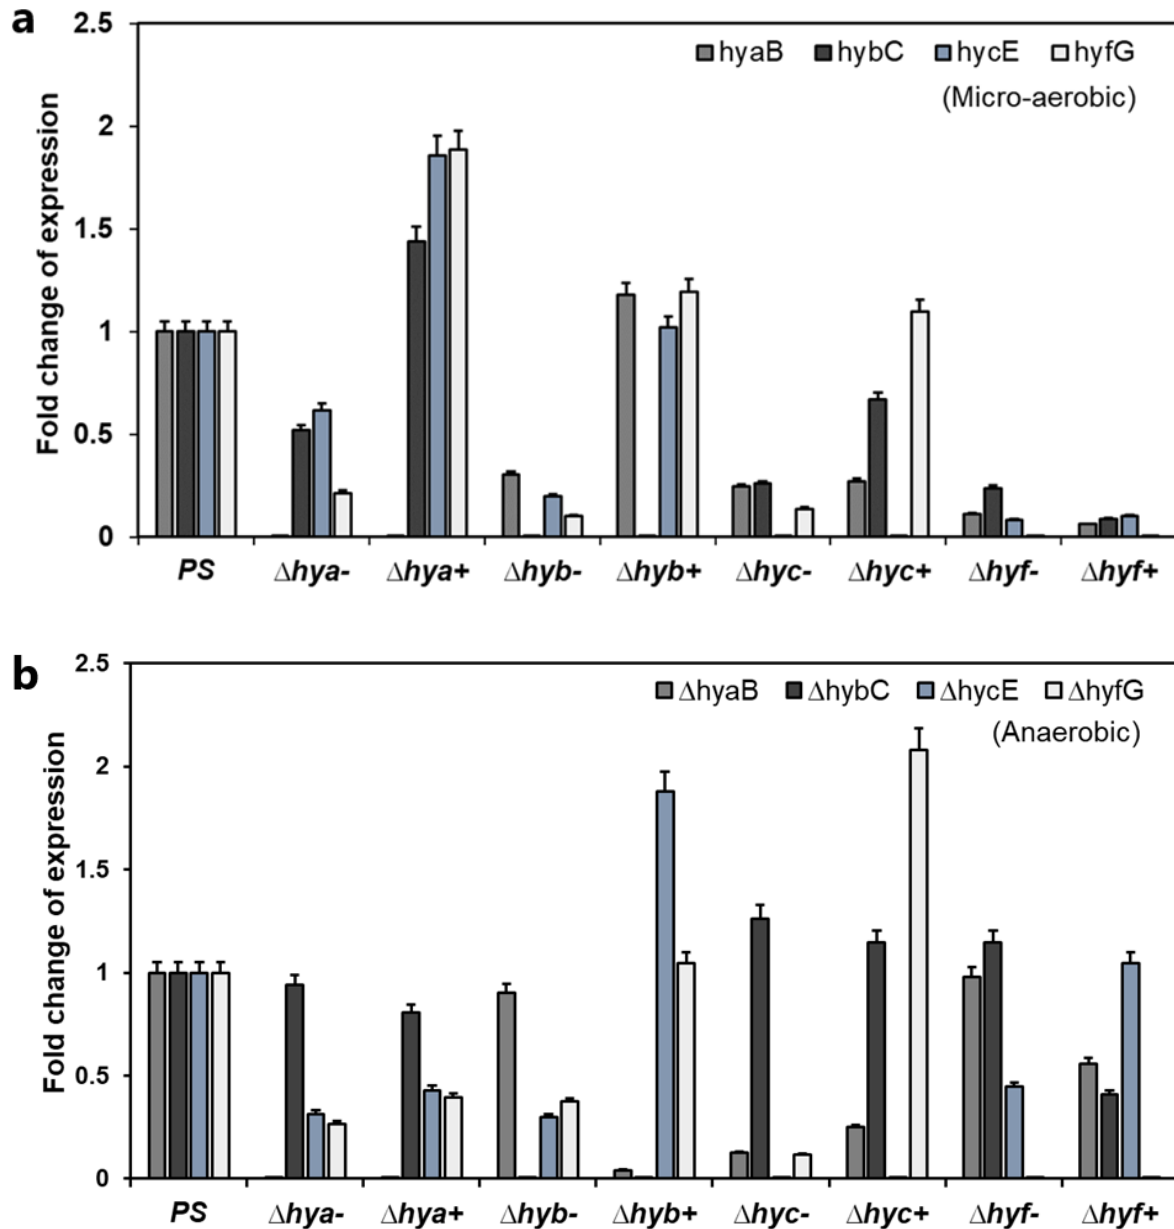 a
Fold change of expression
2.5
2
1.5
1
0.5
0
hyaB hybC hycE hyfG
(Micro-aerobic)
PS Δhya- Δhya+ Δhyb- Δhyb+ Δhyc- Δhyc+ Δhyf- Δhyf+
b
Fold change of expression
2.5
2
1.5
1
0.5
0
ΔhyaB ΔhybC ΔhycE ΔhyfG
(Anaerobic)
PS Δhya- Δhya+ Δhyb- Δhyb+ Δhyc- Δhyc+ Δhyf- Δhyf+